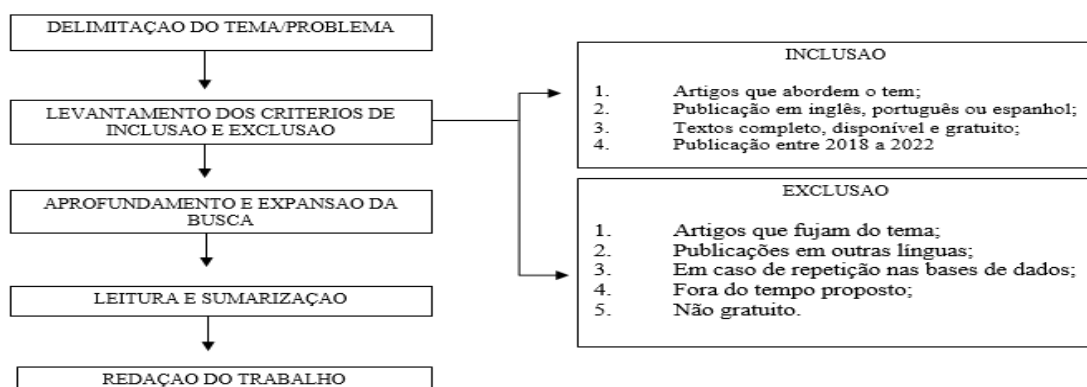 DELIMITAÇAO DO TEMA/PROBLEMA
LEVANTAMENTO DOS CRITERIOS DE
INCLUSAO E EXCLUSAO
APROFUNDAMENTO E EXPANSAO DA
BUSCA
LEITURA E SUMARIZAÇAO
REDAÇAO DO TRABALHO
INCLUSAO
1. Artigos que abordem o tem;
2. Publicação em inglês, português ou espanhol;
3. Textos completo, disponível e gratuito;
4. Publicação entre 2018 a 2022
EXCLUSAO
1. Artigos que fujam do tema;
2. Publicações em outras línguas;
3. Em caso de repetição nas bases de dados;
4. Fora do tempo proposto;
5. Não gratuito.